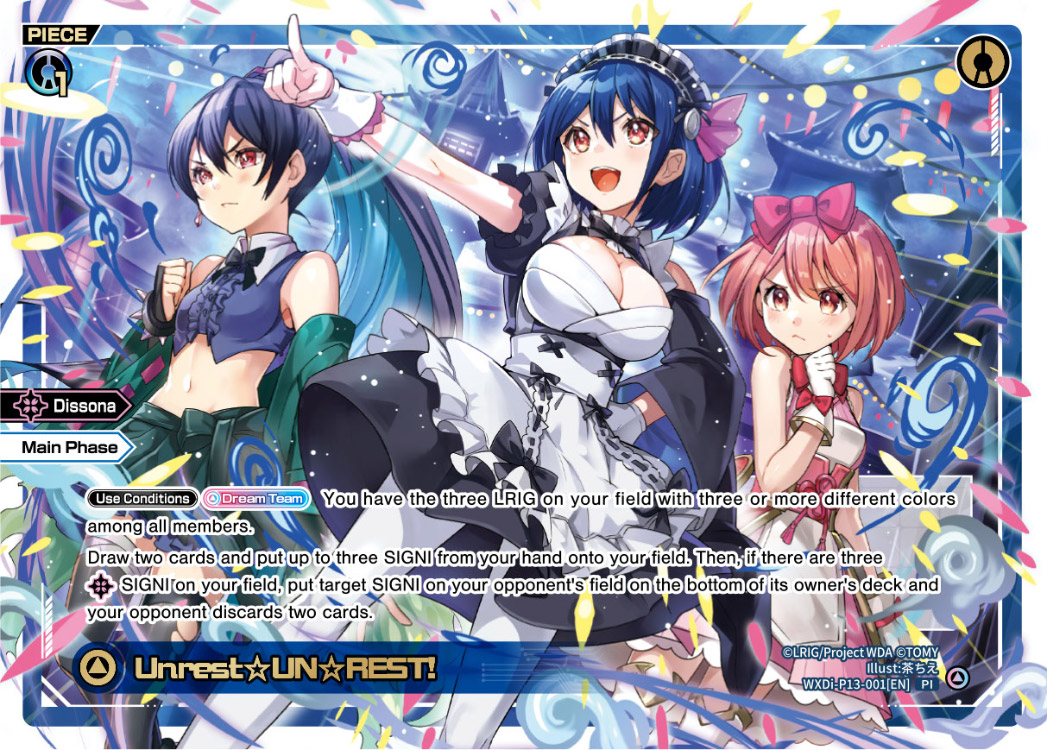 PIECE
1
Dissona
Main Phase
Use Conditions Dream Team You have the three LRIG on your field with three or more different colors
among all members.
Draw two cards and put up to three SIGNI from your hand onto your field. Then, if there are three
SIGNI on your field, put target SIGNI on your opponent's field on the bottom of its owner's deck and
your opponent discards two cards.
Unrest☆UN☆REST!
©LRIG/Project WDA ©TOMY
Illust:茶ちえ
WXDi-P13-001[EN] PI